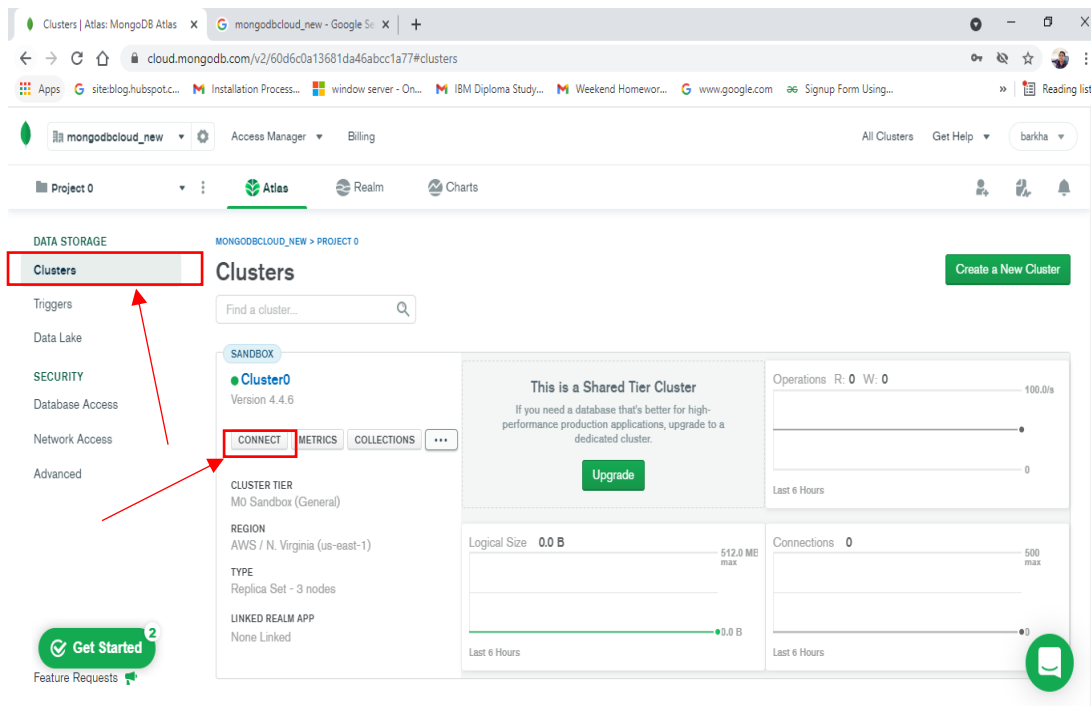 Clusters | Atlas: MongoDB Atlas
mongodbcloud_new - Google Se
cloud.mongodb.com/v2/60d6c0a13681da46abcc1a77#clusters
Apps site:blog.hubspot.c... Installation Process... window server - On... IBM Diploma Study... Weekend Homewor... www.google.com Signup Form Using... » Reading list
mongodbcloud_new Access Manager Billing All Clusters Get Help barkha
Project 0 Atlas Realm Charts
DATA STORAGE
Clusters
Triggers
Data Lake
SECURITY
Database Access
Network Access
Advanced
MONGODBCLOUD_NEW > PROJECT 0
Clusters
Create a New Cluster
Find a cluster...
SANDBOX
Cluster0
Version 4.4.6
CONNECT METRICS COLLECTIONS ...
CLUSTER TIER
M0 Sandbox (General)
REGION
AWS / N. Virginia (us-east-1)
TYPE
Replica Set - 3 nodes
LINKED REALM APP
None Linked
This is a Shared Tier Cluster
If you need a database that's better for high-
performance production applications, upgrade to a
dedicated cluster.
Upgrade
Operations R: 0 W: 0
100.0/s
0
Last 6 Hours
Logical Size 0.0 B
512.0 MB
max
0.0 B
Last 6 Hours
Connections 0
500
max
0
Last 6 Hours
Get Started
2
Feature Requests